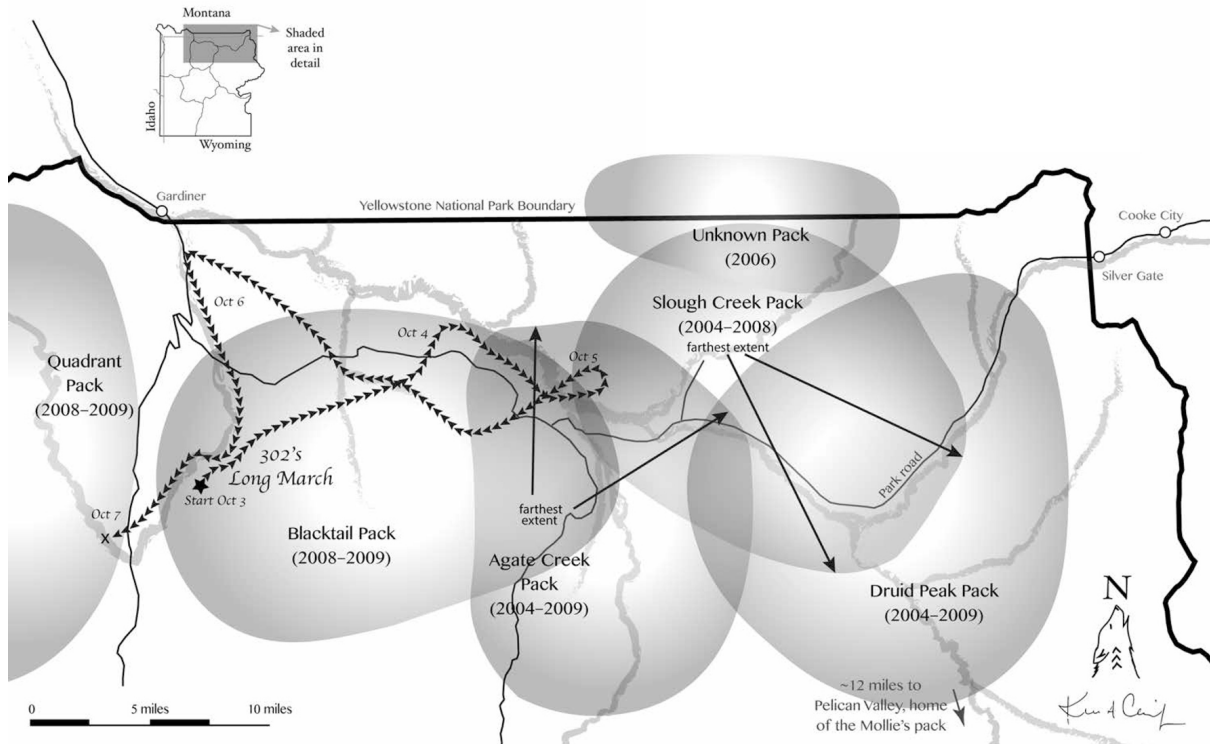 Montana
Shaded
area in
detail
Idaho
Wyoming
Gardiner
Yellowstone National Park Boundary
Cooke City
Silver Gate
Unknown Pack
(2006)
Slough Creek Pack
(2004–2008)
farthest extent
Oct 6
Oct 4
Oct 5
Quadrant
Pack
(2008–2009)
302's
Long March
Start Oct 3
Oct 7
X
Park road
farthest
extent
Blacktail Pack
(2008–2009)
Agate Creek
Pack
(2004–2009)
Druid Peak Pack
(2004–2009)
N
~12 miles to
Pelican Valley, home
of the Mollie's pack
0 5 miles 10 miles